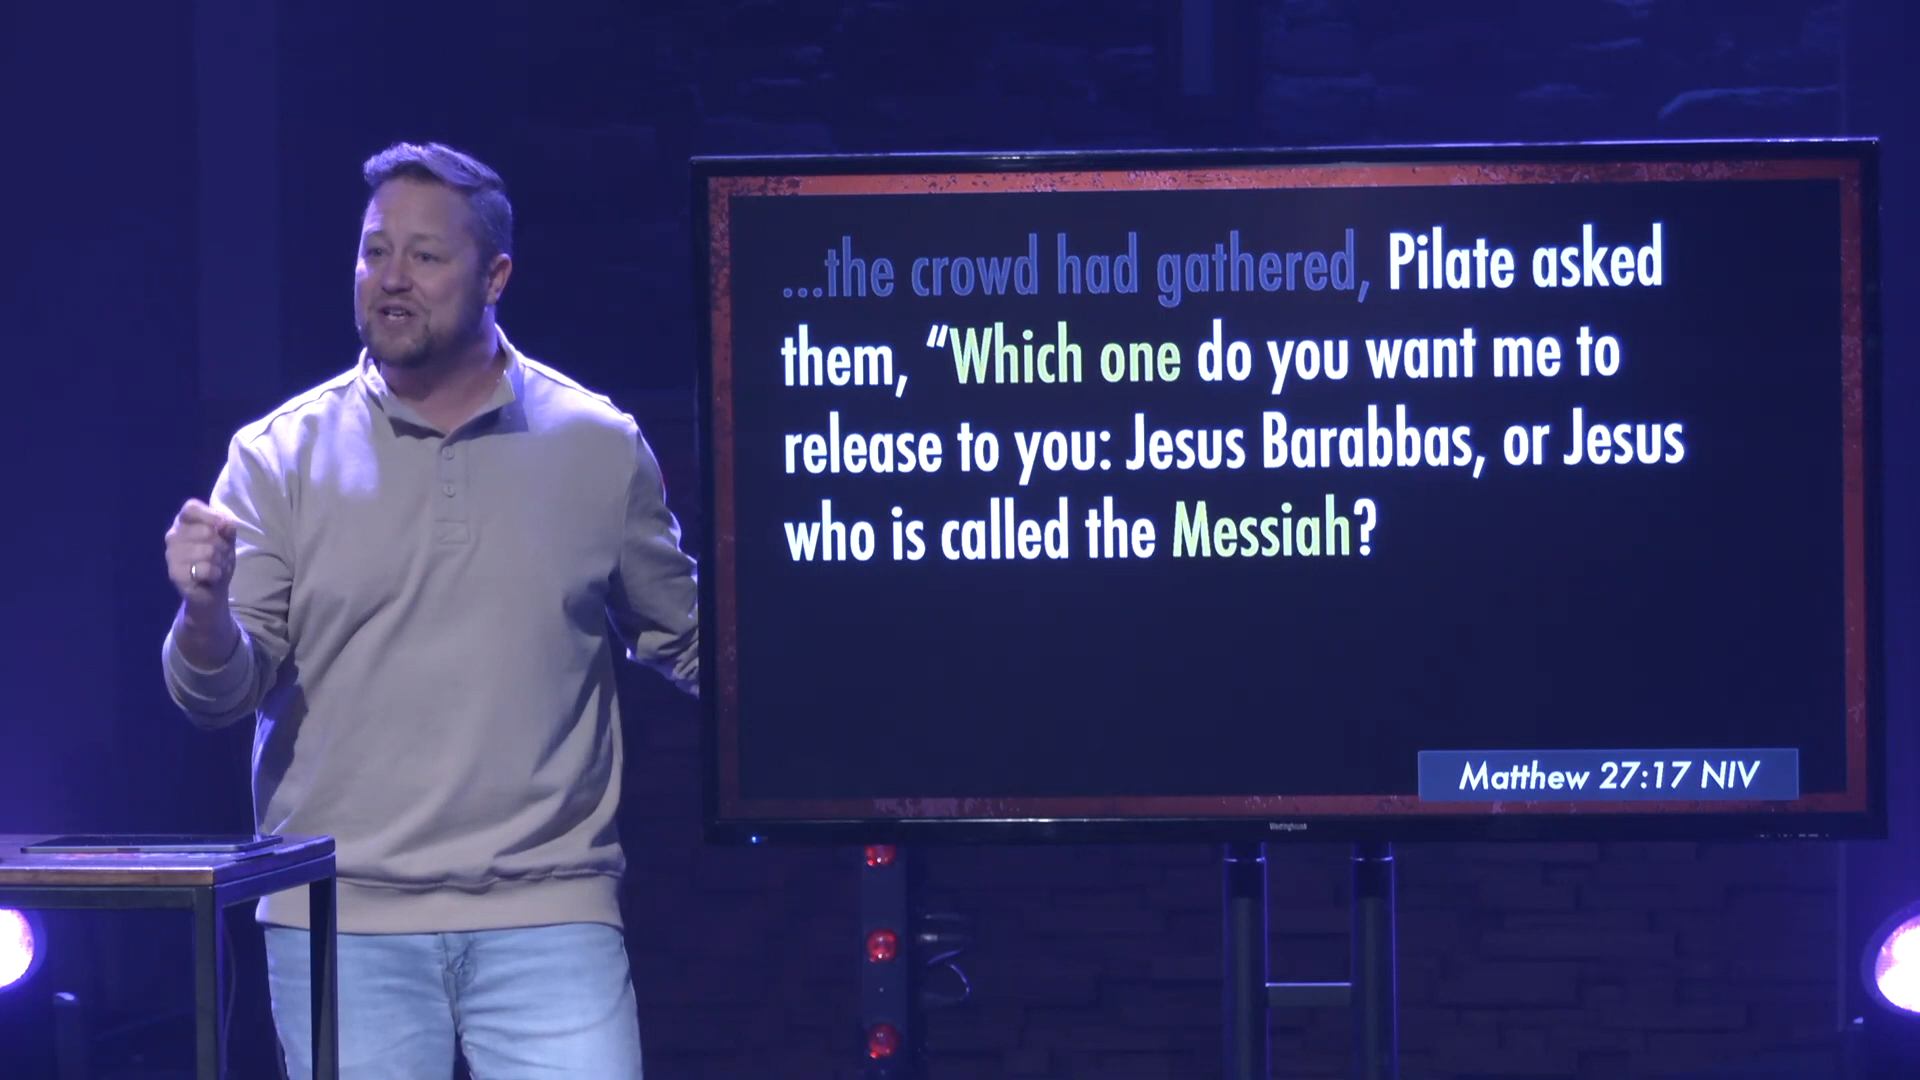 ...the crowd had gathered, Pilate asked
them, “Which one do you want me to
release to you: Jesus Barabbas, or Jesus
who is called the Messiah?
Matthew 27:17 NIV
Westinghouse